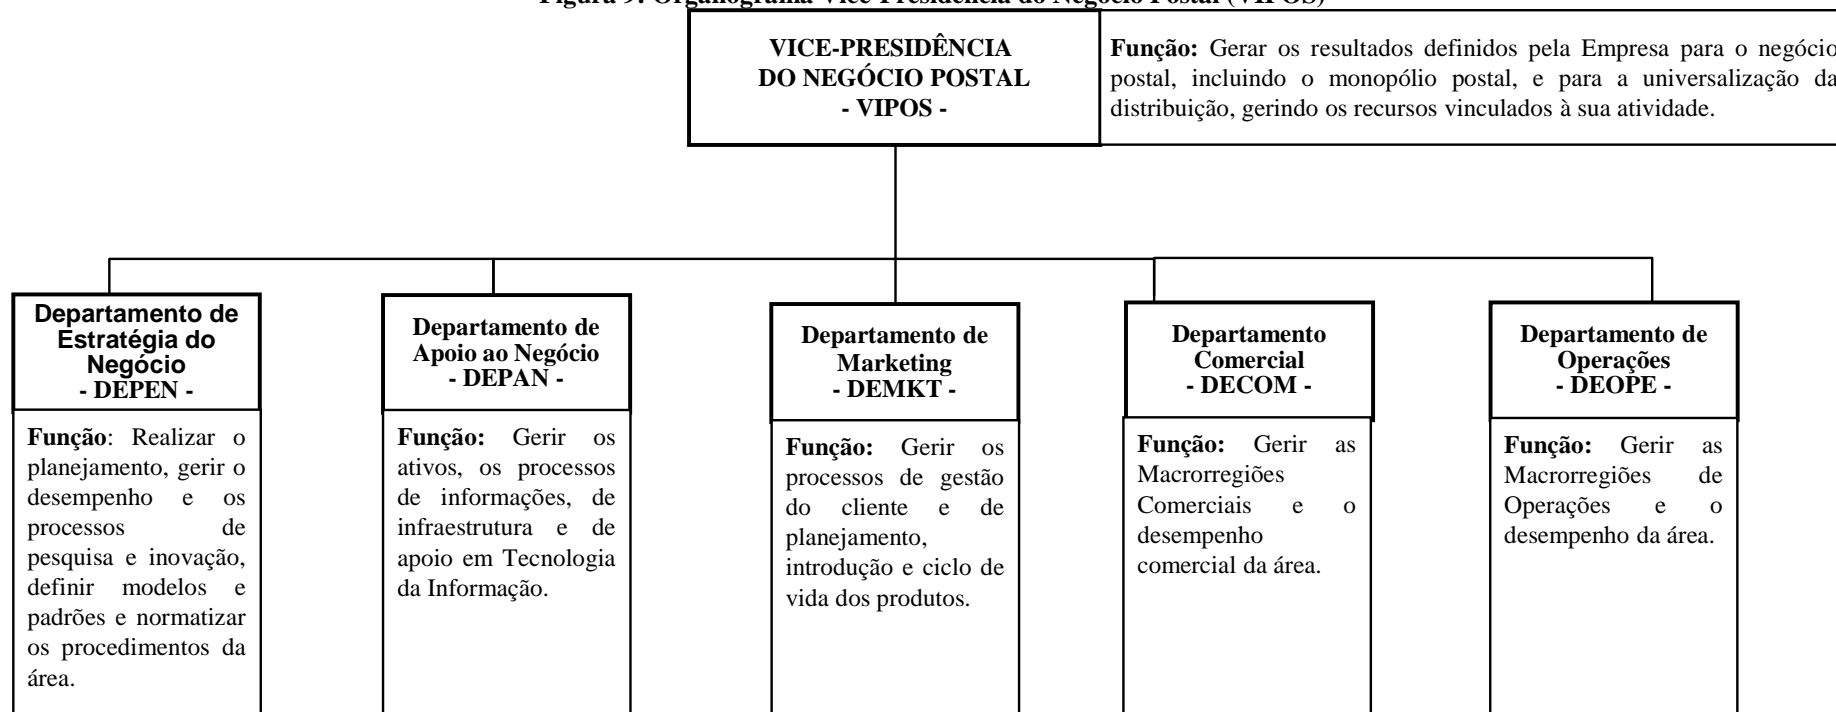 Figura 9: Organograma Vice-Presidência do Negócio Postal (VIPOS)
VICE-PRESIDÊNCIA
DO NEGÓCIO POSTAL
- VIPOS -
Função: Gerar os resultados definidos pela Empresa para o negócio
postal, incluindo o monopólio postal, e para a universalização da
distribuição, gerindo os recursos vinculados à sua atividade.
Departamento de
Estratégia do
Negócio
- DEPEN -
Função: Realizar o
planejamento, gerir o
desempenho e os
processos de
pesquisa e inovação,
definir modelos e
padrões e normatizar
os procedimentos da
área.
Departamento de
Apoio ao Negócio
- DEPAN -
Função: Gerir os
ativos, os processos
de informações, de
infraestrutura e de
apoio em Tecnologia
da Informação.
Departamento de
Marketing
- DEMKT -
Função: Gerir os
processos de gestão
do cliente e de
planejamento,
introdução e ciclo de
vida dos produtos.
Departamento
Comercial
- DECOM -
Função: Gerir as
Macrorregiões
Comerciais e o
desempenho
comercial da área.
Departamento de
Operações
- DEOPE -
Função: Gerir as
Macrorregiões de
Operações e o
desempenho da área.